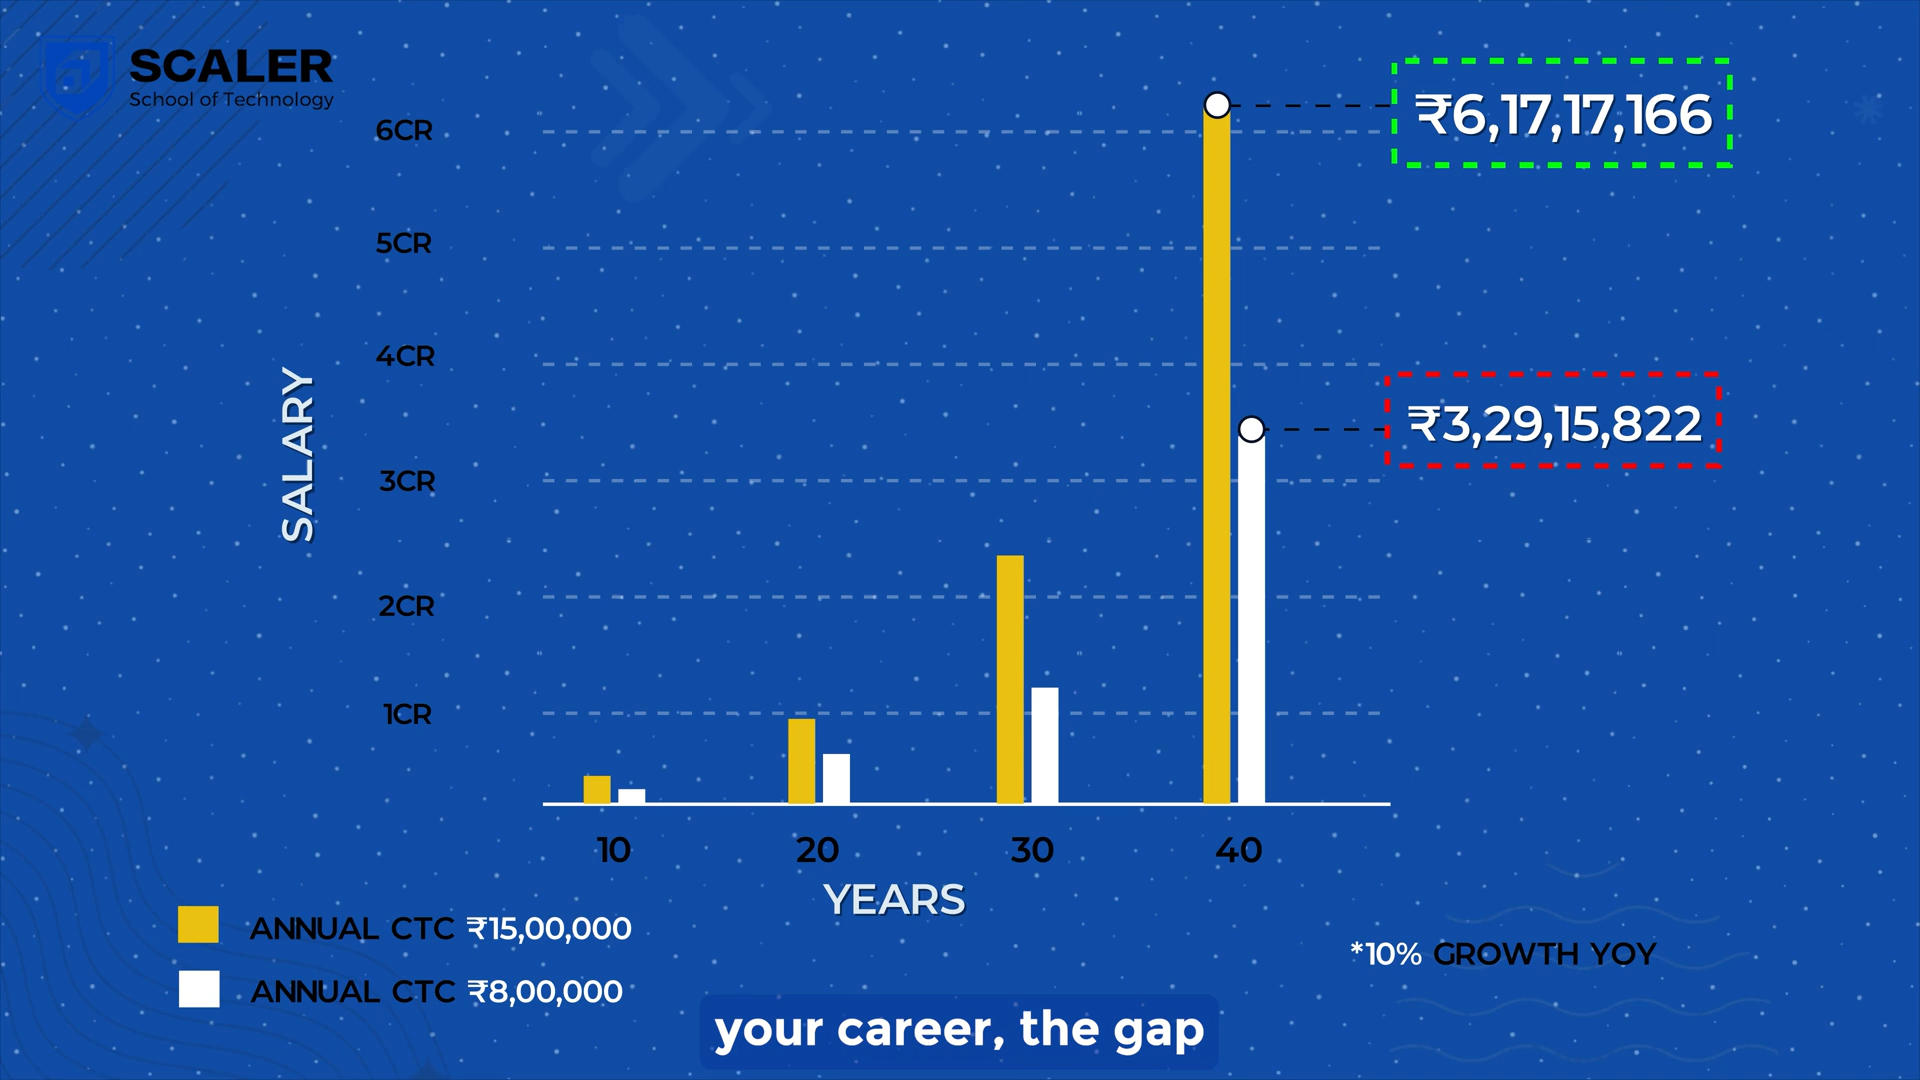 SCALER
School of Technology
₹6,17,17,166
6CR
5CR
4CR
₹3,29,15,822
3CR
2CR
1CR
SALARY
10 20 30 40
YEARS
ANNUAL CTC ₹15,00,000
ANNUAL CTC ₹8,00,000
*10% GROWTH YOY
your career, the gap